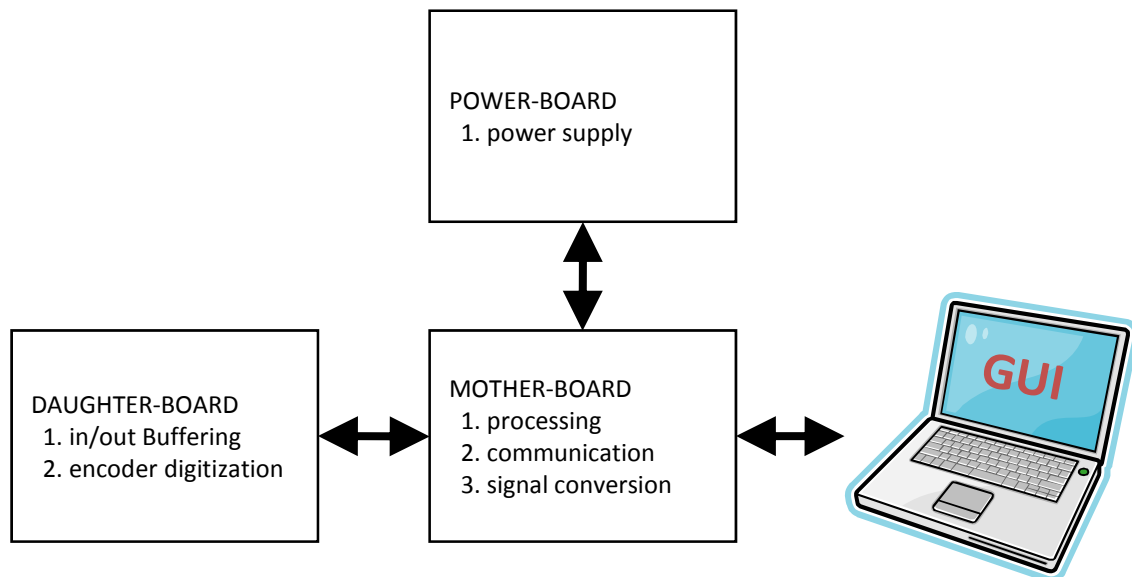 POWER-BOARD
1. power supply
DAUGHTER-BOARD
1. in/out Buffering
2. encoder digitization
MOTHER-BOARD
1. processing
2. communication
3. signal conversion
GUI